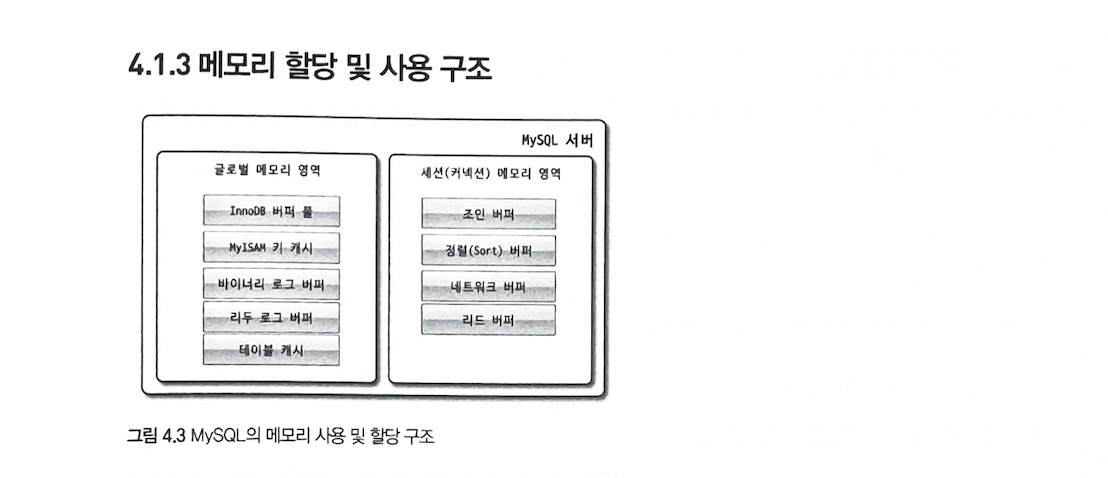 4.1.3 메모리 할당 및 사용 구조
MySQL 서버
글로벌 메모리 영역
InnoDB 버퍼 풀
MyISAM 키 캐시
바이너리 로그 버퍼
리두 로그 버퍼
테이블 캐시
세션(커넥션) 메모리 영역
조인 버퍼
정렬(Sort) 버퍼
네트워크 버퍼
리드 버퍼
그림 4.3 MySQL의 메모리 사용 및 할당 구조